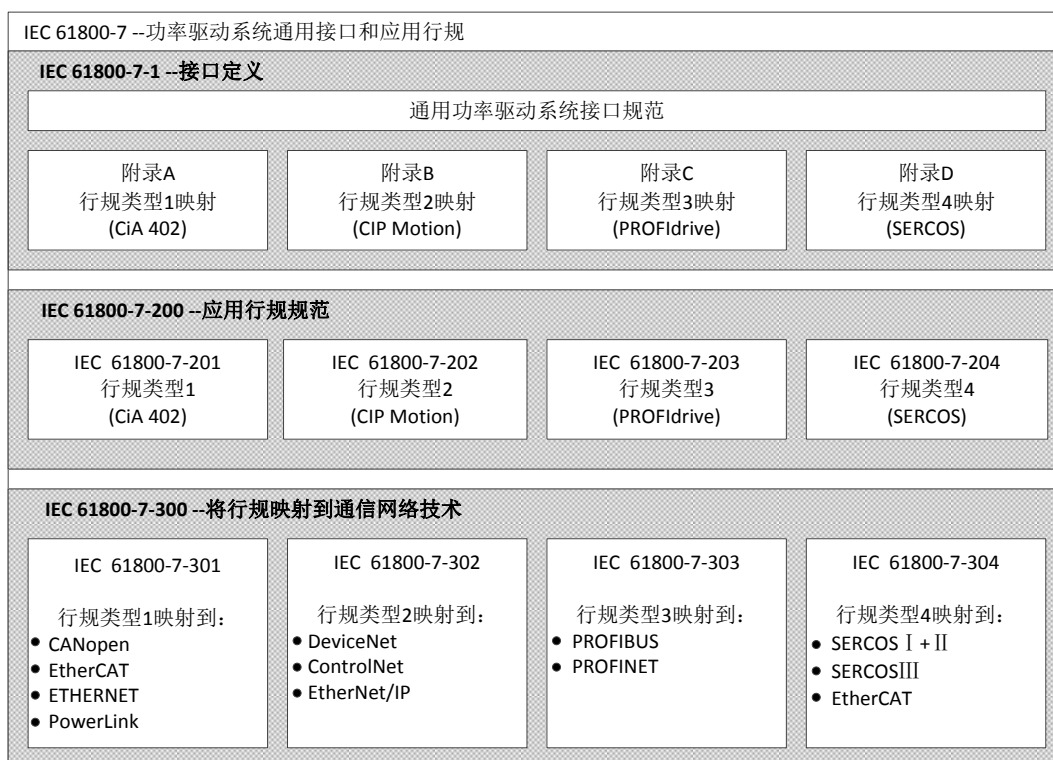 IEC 61800-7 --功率驱动系统通用接口和应用行规
IEC 61800-7-1 --接口定义
通用功率驱动系统接口规范
附录A
行规类型1映射
(CiA 402)
附录B
行规类型2映射
(CIP Motion)
附录C
行规类型3映射
(PROFIdrive)
附录D
行规类型4映射
(SERCOS)
IEC 61800-7-200 --应用行规规范
IEC 61800-7-201
行规类型1
(CiA 402)
IEC 61800-7-202
行规类型2
(CIP Motion)
IEC 61800-7-203
行规类型3
(PROFIdrive)
IEC 61800-7-204
行规类型4
(SERCOS)
IEC 61800-7-300 --将行规映射到通信网络技术
IEC 61800-7-301
行规类型1映射到:
● CANopen
● EtherCAT
● ETHERNET
● PowerLink
IEC 61800-7-302
行规类型2映射到:
● DeviceNet
● ControlNet
● EtherNet/IP
IEC 61800-7-303
行规类型3映射到:
● PROFIBUS
● PROFINET
IEC 61800-7-304
行规类型4映射到:
● SERCOS Ⅰ+Ⅱ
● SERCOSⅢ
● EtherCAT